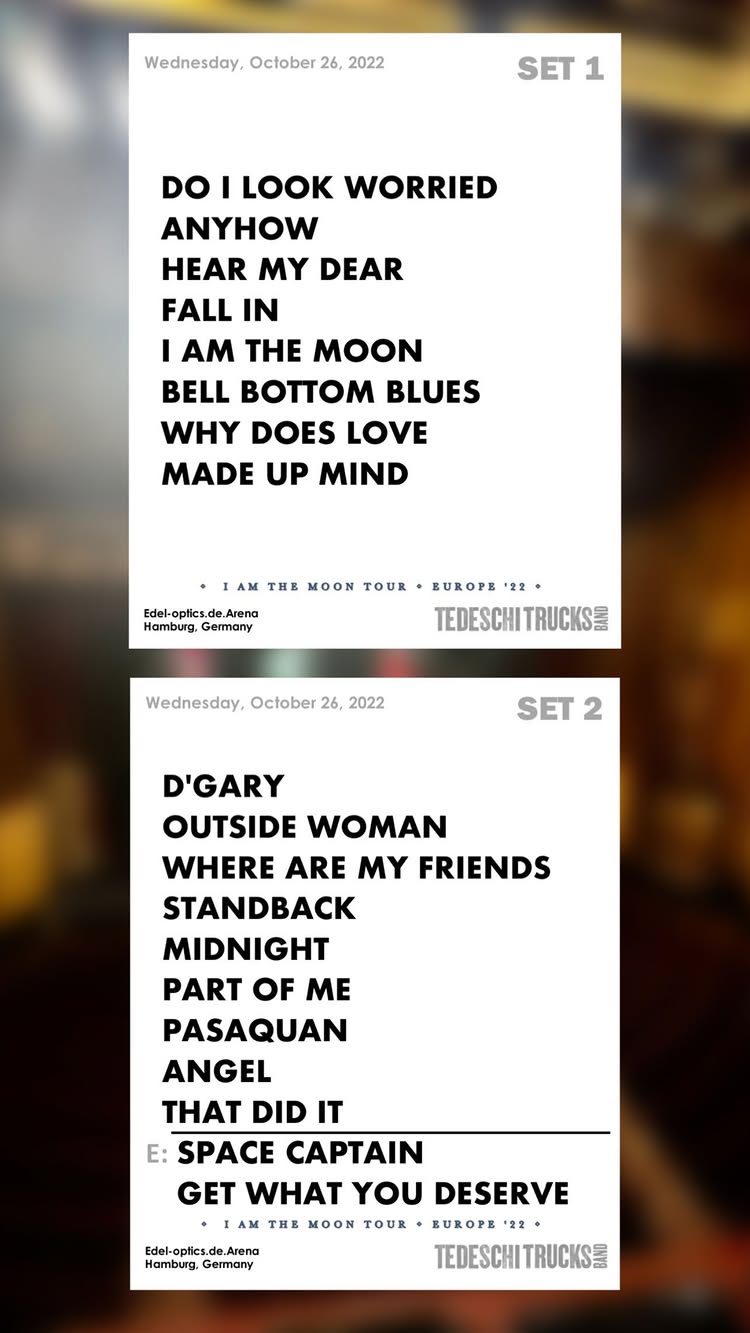 Wednesday, October 26, 2022
SET 1
DO I LOOK WORRIED
ANYHOW
HEAR MY DEAR
FALL IN
I AM THE MOON
BELL BOTTOM BLUES
WHY DOES LOVE
MADE UP MIND
I AM THE MOON TOUR EUROPE '22
Edel-optics.de.Arena
Hamburg, Germany
TEDESCHI TRUCKS BAND
Wednesday, October 26, 2022
SET 2
D'GARY
OUTSIDE WOMAN
WHERE ARE MY FRIENDS
STANDBACK
MIDNIGHT
PART OF ME
PASAQUAN
ANGEL
THAT DID IT
E: SPACE CAPTAIN
GET WHAT YOU DESERVE
I AM THE MOON TOUR EUROPE '22
Edel-optics.de.Arena
Hamburg, Germany
TEDESCHI TRUCKS BAND